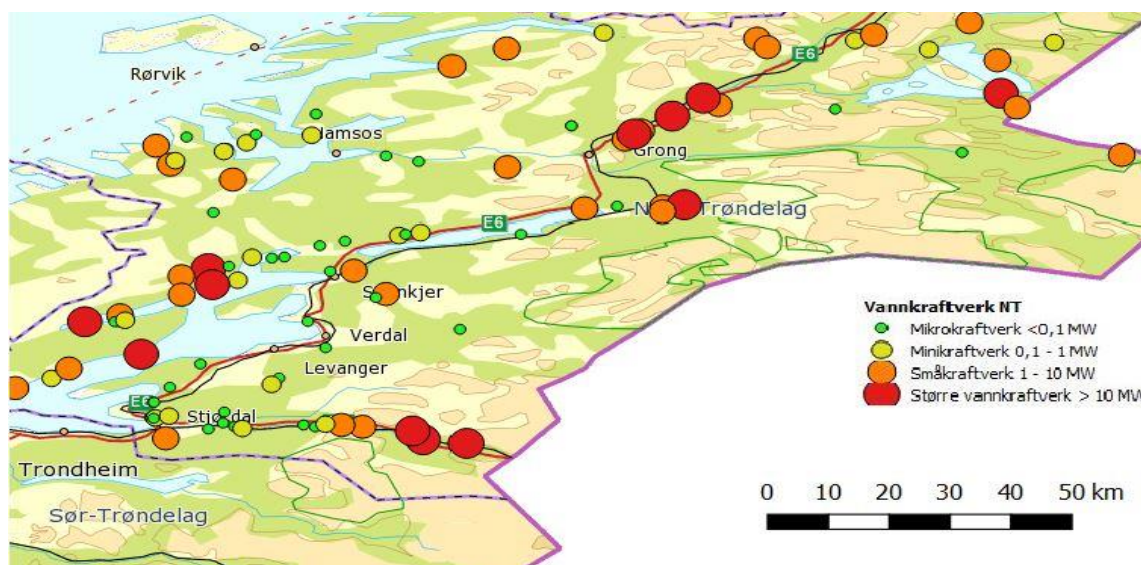 E6
Rørvik
Namsos
Grong
E6
N Trøndelag
St nkjer
Verdal
Levanger
E6
Stjørdal
Trondheim
Sør-Trøndelag
Vannkraftverk NT
Mikrokraftverk <0,1 MW
Minikraftverk 0,1 - 1 MW
Småkraftverk 1 - 10 MW
Større vannkraftverk > 10 MW
0 10 20 30 40 50 km